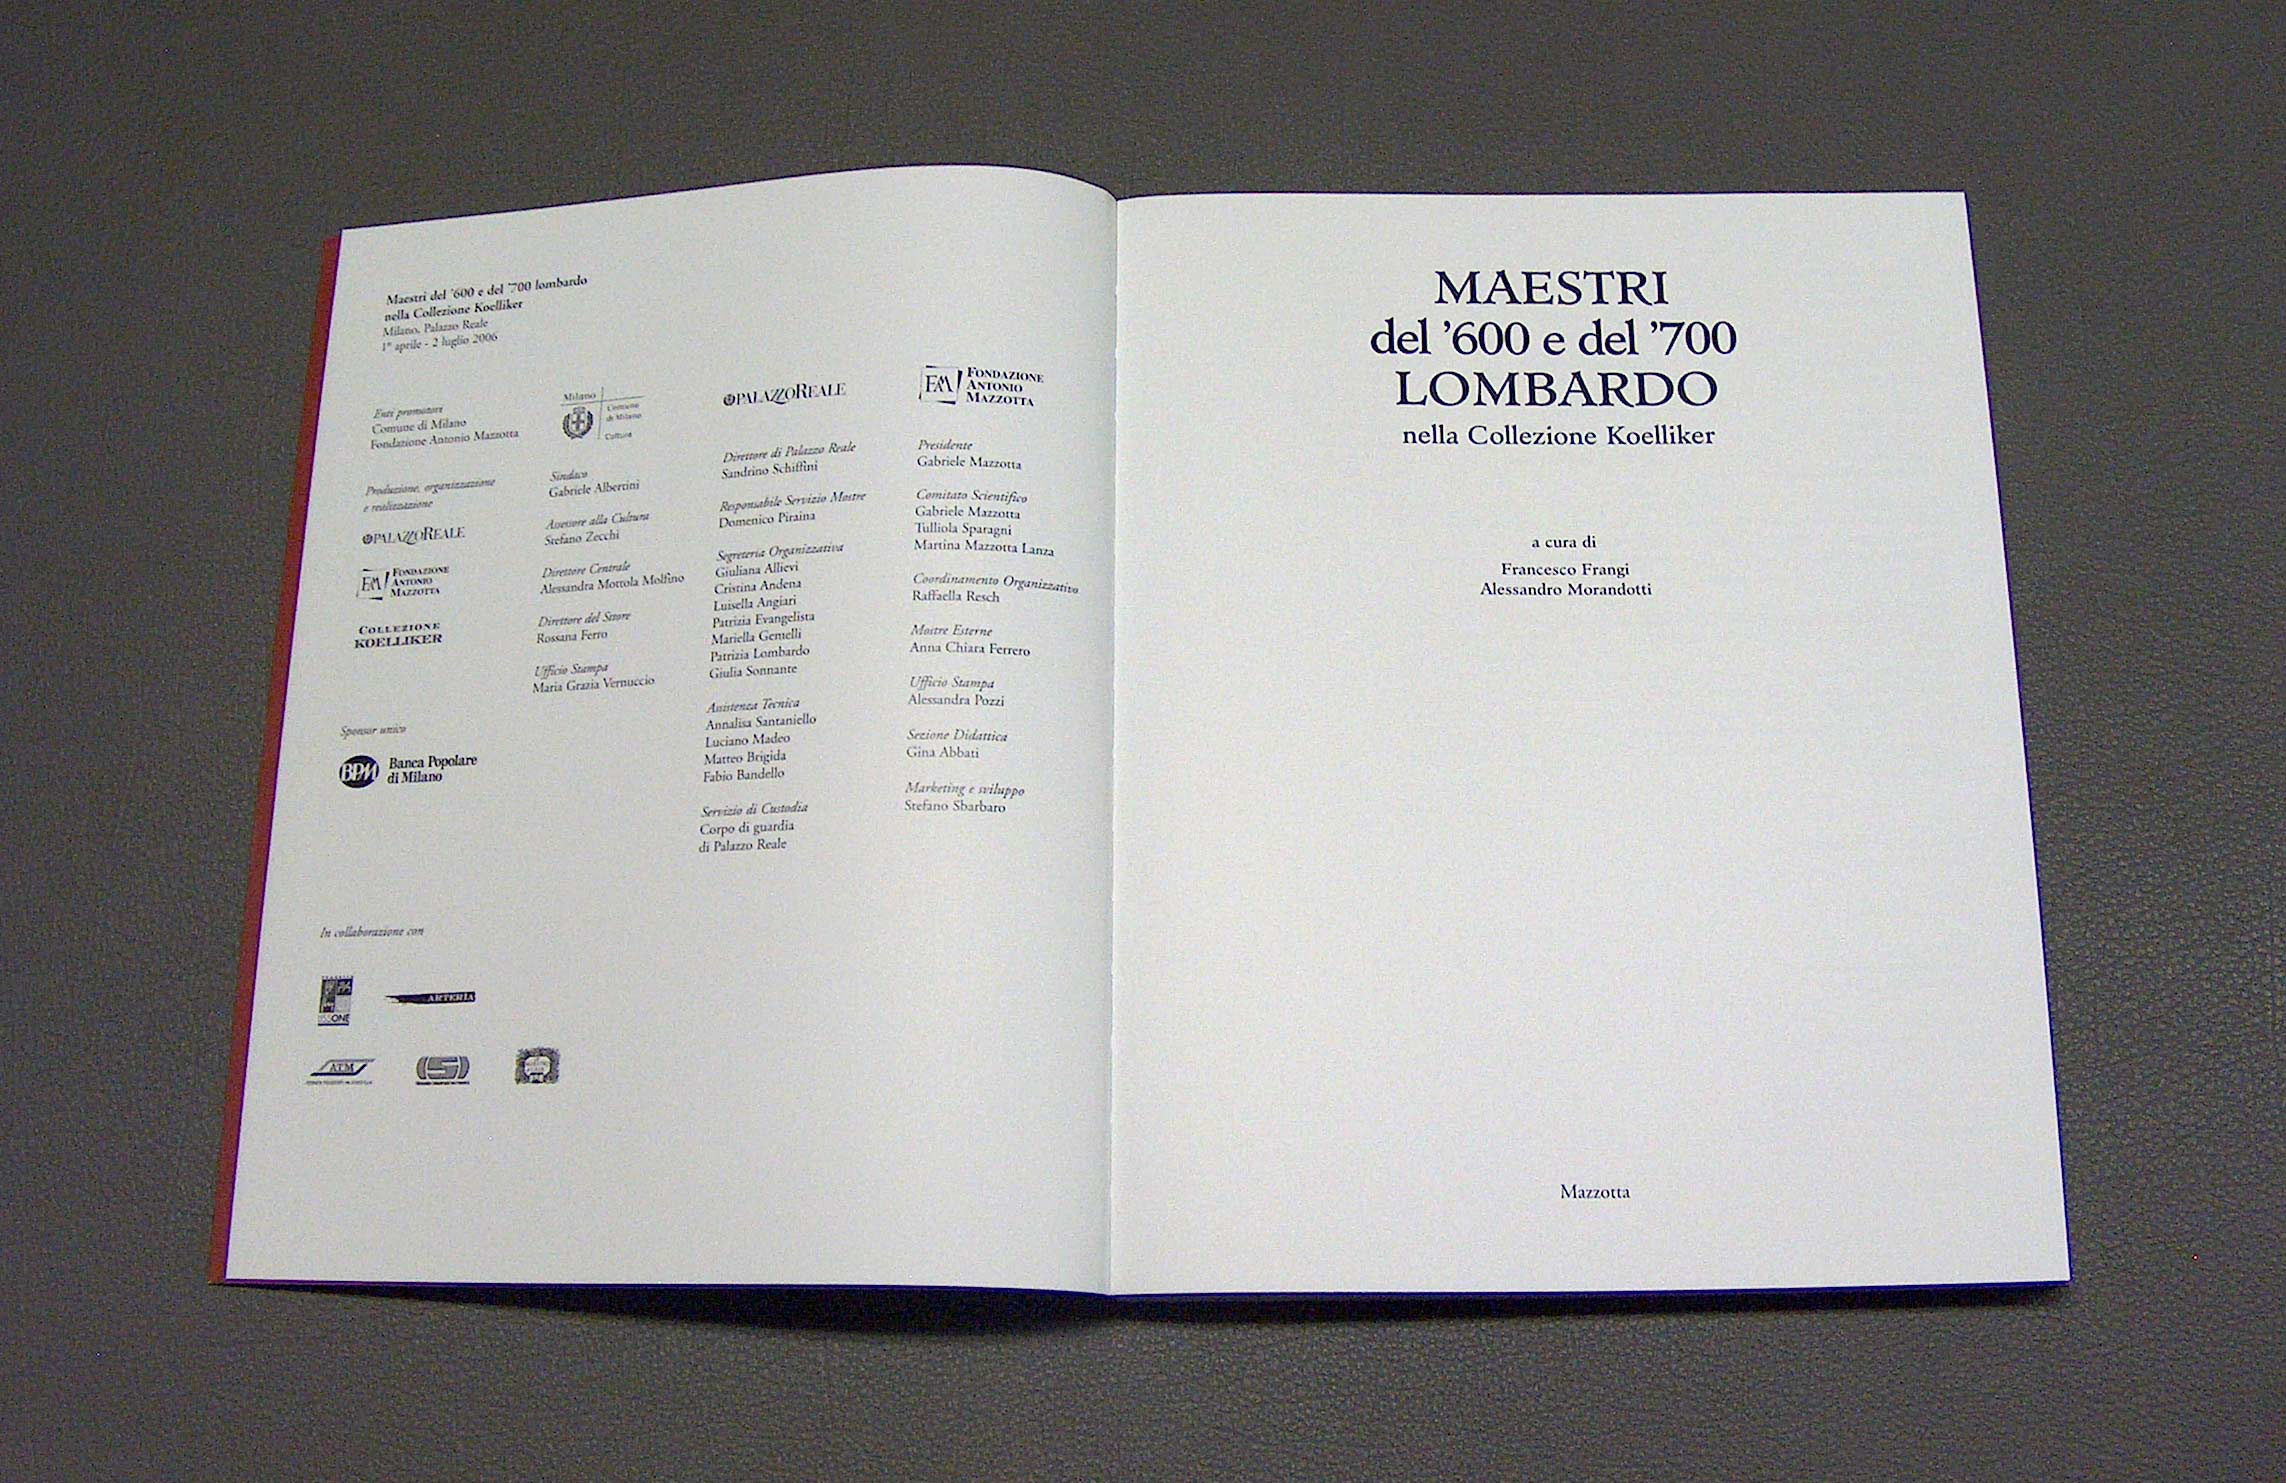 Maestri del '600 e del '700 lombardo
nella Collezione Koelliker
Milano, Palazzo Reale
1° aprile - 2 luglio 2006
Enti promotori
Comune di Milano
Fondazione Antonio Mazzotta
Produzione, organizzazione
e realizzazione
PALAZZOREALE
FAM
FONDAZIONE
ANTONIO
MAZZOTTA
COLLEZIONE
KOELLIKER
Sponsor unico
BPM
Banca Popolare
di Milano
In collaborazione con
ARTERIA
ATM
Milano
Comune
di Milano
Cultura
Sindaco
Gabriele Albertini
Assessore alla Cultura
Stefano Zecchi
Direttore Centrale
Alessandra Mottola Molfino
Direttore del Settore
Rossana Ferro
Ufficio Stampa
Maria Grazia Vernuccio
PALAZZOREALE
Direttore di Palazzo Reale
Sandrino Schiffini
Responsabile Servizio Mostre
Domenico Piraina
Segreteria Organizzativa
Giuliana Allievi
Cristina Andena
Luisella Angiari
Patrizia Evangelista
Mariella Gemelli
Patrizia Lombardo
Giulia Sonnante
Assistenza Tecnica
Annalisa Santaniello
Luciano Madeo
Matteo Brigida
Fabio Bandello
Servizio di Custodia
Corpo di guardia
di Palazzo Reale
FAM
FONDAZIONE
ANTONIO
MAZZOTTA
Presidente
Gabriele Mazzotta
Comitato Scientifico
Gabriele Mazzotta
Tulliola Sparagni
Martina Mazzotta Lanza
Coordinamento Organizzativo
Raffaella Resch
Mostre Esterne
Anna Chiara Ferrero
Ufficio Stampa
Alessandra Pozzi
Sezione Didattica
Gina Abbati
Marketing e sviluppo
Stefano Sbarbaro
MAESTRI
del '600 e del '700
LOMBARDO
nella Collezione Koelliker
a cura di
Francesco Frangi
Alessandro Morandotti
Mazzotta